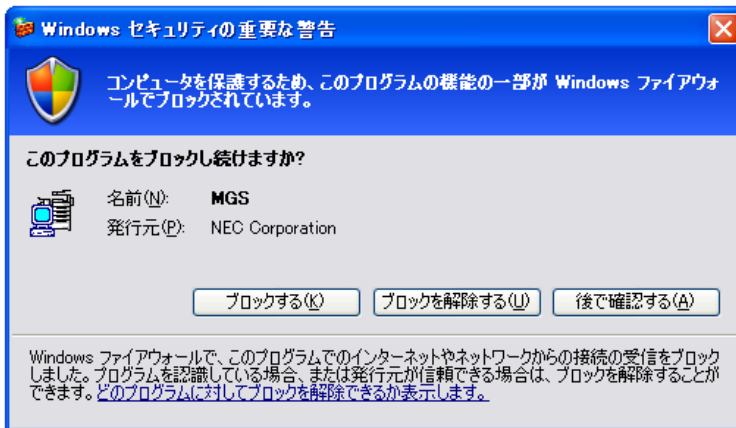 Windows セキュリティの重要な警告
コンピュータを保護するため、このプログラムの機能の一部が Windows ファイアウォ
ールでブロックされています。
このプログラムをブロックし続けますか?
名前(N): MGS
発行元(P): NEC Corporation
ブロックする(K) ブロックを解除する(U) 後で確認する(A)
Windows ファイアウォールで、このプログラムでのインターネットやネットワークからの接続の受信をブロック
しました。プログラムを認識している場合、または発行元が信頼できる場合は、ブロックを解除することが
できます。どのプログラムに対してブロックを解除できるか表示します。